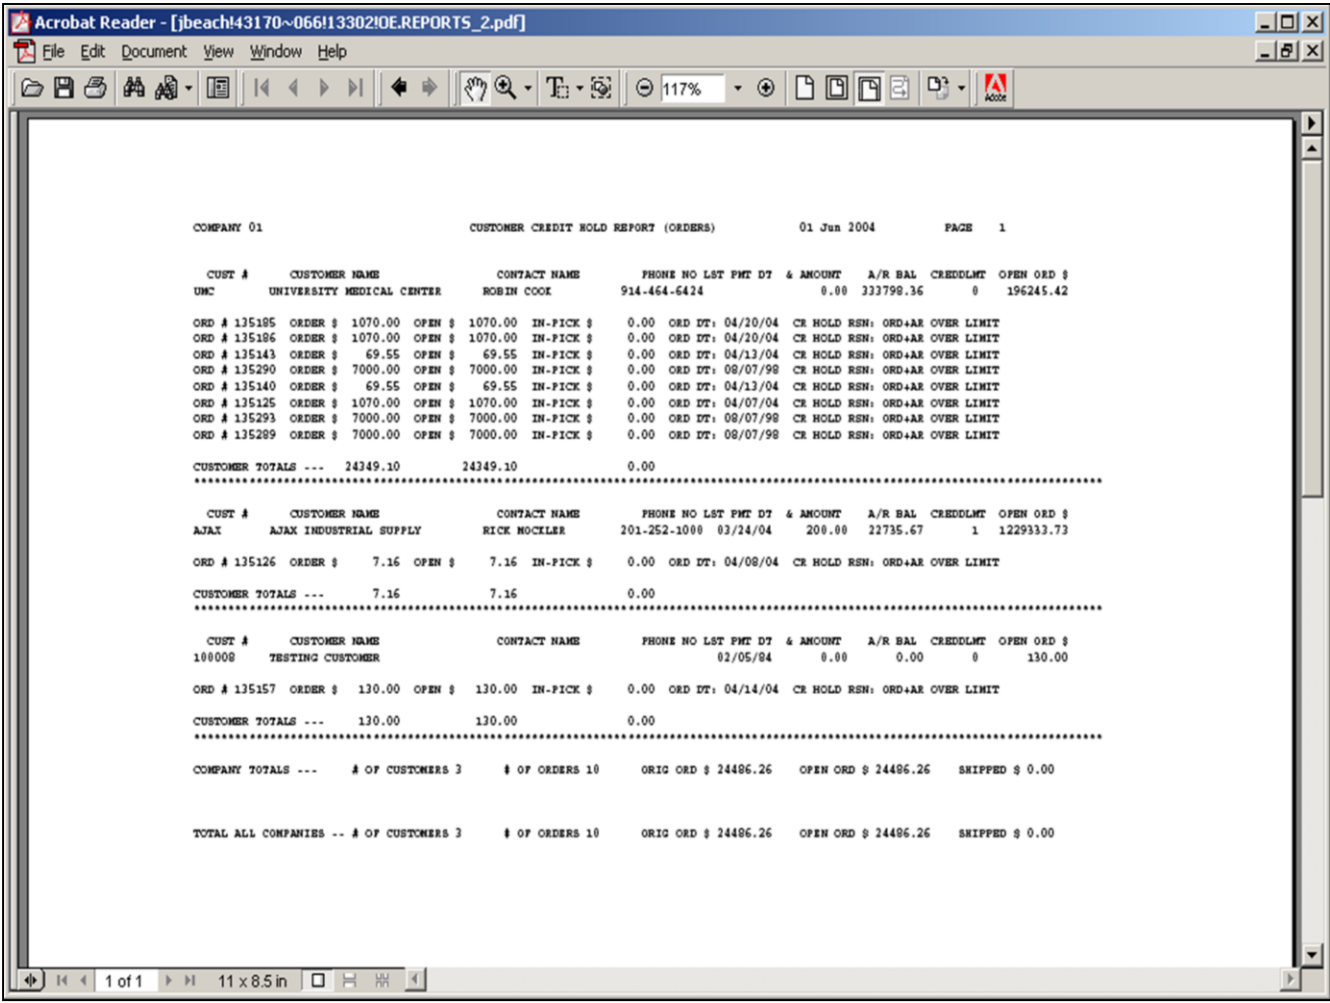 Acrobat Reader - [jbeach!43170~066!13302!OE.REPORTS_2.pdf]
File Edit Document View Window Help
117%
Adobe
COMPANY 01 CUSTOMER CREDIT HOLD REPORT (ORDERS) 01 Jun 2004 PAGE 1
CUST # CUSTOMER NAME CONTACT NAME PHONE NO LST PMT DT & AMOUNT A/R BAL CREDDLMT OPEN ORD $
UMC UNIVERSITY MEDICAL CENTER ROBIN COOK 914-464-6424 0.00 333798.36 0 196245.42
ORD # 135185 ORDER $ 1070.00 OPEN $ 1070.00 IN-PICK $ 0.00 ORD DT: 04/20/04 CR HOLD RSN: ORD+AR OVER LIMIT
ORD # 135186 ORDER $ 1070.00 OPEN $ 1070.00 IN-PICK $ 0.00 ORD DT: 04/20/04 CR HOLD RSN: ORD+AR OVER LIMIT
ORD # 135143 ORDER $ 69.55 OPEN $ 69.55 IN-PICK $ 0.00 ORD DT: 04/13/04 CR HOLD RSN: ORD+AR OVER LIMIT
ORD # 135290 ORDER $ 7000.00 OPEN $ 7000.00 IN-PICK $ 0.00 ORD DT: 08/07/98 CR HOLD RSN: ORD+AR OVER LIMIT
ORD # 135140 ORDER $ 69.55 OPEN $ 69.55 IN-PICK $ 0.00 ORD DT: 04/13/04 CR HOLD RSN: ORD+AR OVER LIMIT
ORD # 135125 ORDER $ 1070.00 OPEN $ 1070.00 IN-PICK $ 0.00 ORD DT: 04/07/04 CR HOLD RSN: ORD+AR OVER LIMIT
ORD # 135293 ORDER $ 7000.00 OPEN $ 7000.00 IN-PICK $ 0.00 ORD DT: 08/07/98 CR HOLD RSN: ORD+AR OVER LIMIT
ORD # 135289 ORDER $ 7000.00 OPEN $ 7000.00 IN-PICK $ 0.00 ORD DT: 08/07/98 CR HOLD RSN: ORD+AR OVER LIMIT
CUSTOMER TOTALS --- 24349.10 24349.10 0.00
CUST # CUSTOMER NAME CONTACT NAME PHONE NO LST PMT DT & AMOUNT A/R BAL CREDDLMT OPEN ORD $
AJAX AJAX INDUSTRIAL SUPPLY RICK MOCKLER 201-252-1000 03/24/04 200.00 22735.67 1 1229333.73
ORD # 135126 ORDER $ 7.16 OPEN $ 7.16 IN-PICK $ 0.00 ORD DT: 04/08/04 CR HOLD RSN: ORD+AR OVER LIMIT
CUSTOMER TOTALS --- 7.16 7.16 0.00
CUST # CUSTOMER NAME CONTACT NAME PHONE NO LST PMT DT & AMOUNT A/R BAL CREDDLMT OPEN ORD $
100008 TESTING CUSTOMER 02/05/84 0.00 0.00 0 130.00
ORD # 135157 ORDER $ 130.00 OPEN $ 130.00 IN-PICK $ 0.00 ORD DT: 04/14/04 CR HOLD RSN: ORD+AR OVER LIMIT
CUSTOMER TOTALS --- 130.00 130.00 0.00
COMPANY TOTALS --- # OF CUSTOMERS 3 # OF ORDERS 10 ORIG ORD $ 24486.26 OPEN ORD $ 24486.26 SHIPPED $ 0.00
TOTAL ALL COMPANIES -- # OF CUSTOMERS 3 # OF ORDERS 10 ORIG ORD $ 24486.26 OPEN ORD $ 24486.26 SHIPPED $ 0.00
1 of 1 11 x 8.5 in